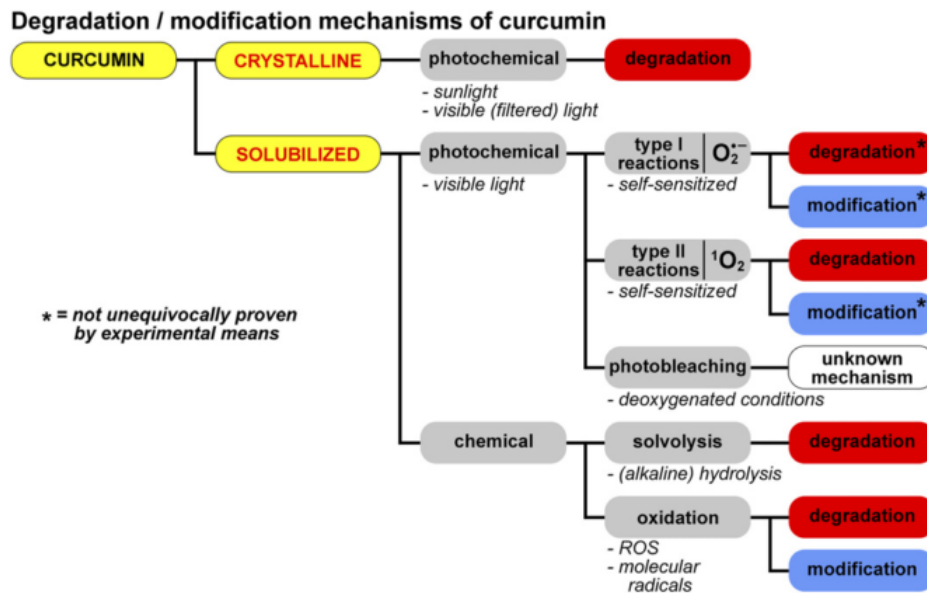 Degradation / modification mechanisms of curcumin
CURCUMIN
CRYSTALLINE
photochemical
degradation
- sunlight
- visible (filtered) light
SOLUBILIZED
photochemical
- visible light
type I
reactions
O₂•−
- self-sensitized
degradation*
modification*
type II
reactions
¹O₂
- self-sensitized
degradation
modification*
* = not unequivocally proven
by experimental means
photobleaching
- deoxygenated conditions
unknown
mechanism
chemical
solvolysis
- (alkaline) hydrolysis
degradation
oxidation
- ROS
- molecular
radicals
degradation
modification